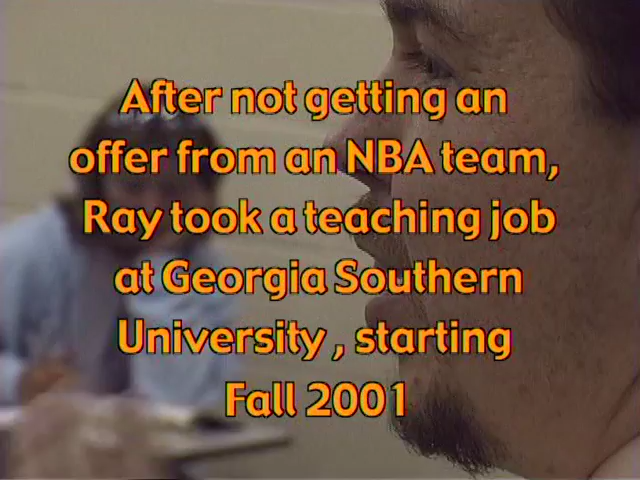 After not getting an
offer from an NBA team,
Ray took a teaching job
at Georgia Southern
University, starting
Fall 2001